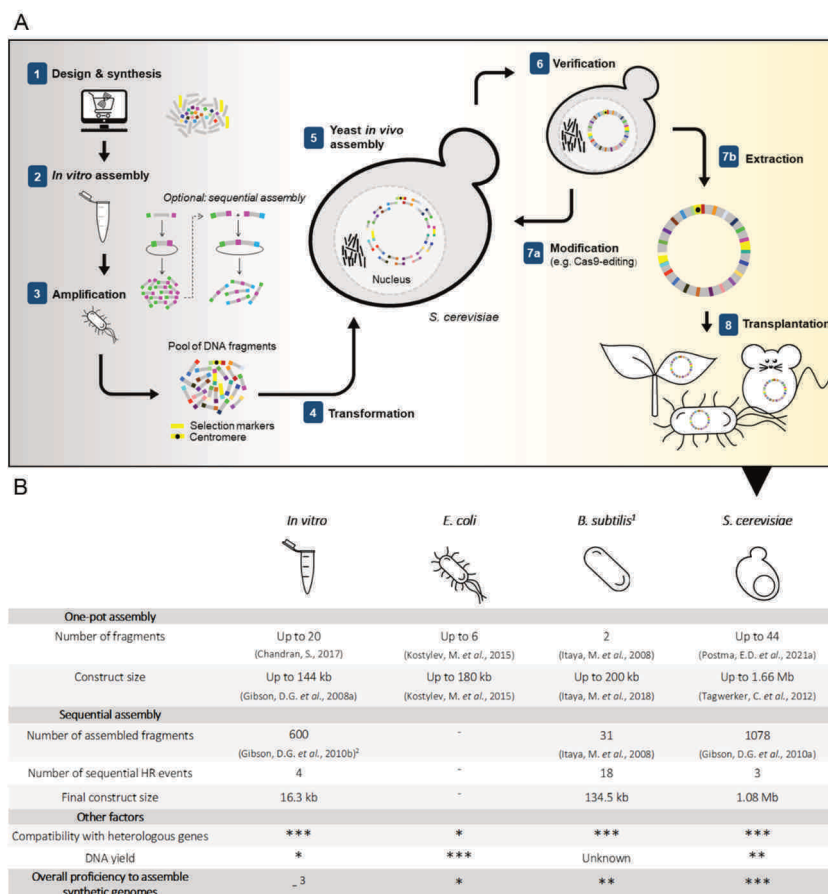 A
1 Design & synthesis
2 In vitro assembly
Optional: sequential assembly
3 Amplification
Pool of DNA fragments
Selection markers
Centromere
4 Transformation
5 Yeast in vivo
assembly
Nucleus
S. cerevisiae
6 Verification
7a Modification
(e.g. Cas9-editing)
7b Extraction
8 Transplantation
B
In vitro E. coli B. subtilis¹ S. cerevisiae
One-pot assembly
Number of fragments Up to 20 Up to 6 2 Up to 44
(Chandran, S., 2017) (Kostylev, M. et al., 2015) (Itaya, M. et al., 2008) (Postma, E.D. et al., 2021a)
Construct size Up to 144 kb Up to 180 kb Up to 200 kb Up to 1.66 Mb
(Gibson, D.G. et al., 2008a) (Kostylev, M. et al., 2015) (Itaya, M. et al., 2018) (Tagwerker, C. et al., 2012)
Sequential assembly
Number of assembled fragments 600 - 31 1078
(Gibson, D.G. et al., 2010b)² (Itaya, M. et al., 2008) (Gibson, D.G. et al., 2010a)
Number of sequential HR events 4 - 18 3
Final construct size 16.3 kb - 134.5 kb 1.08 Mb
Other factors
Compatibility with heterologous genes *** * *** ***
DNA yield * *** Unknown **
Overall proficiency to assemble
synthetic genomes -³ * ** ***